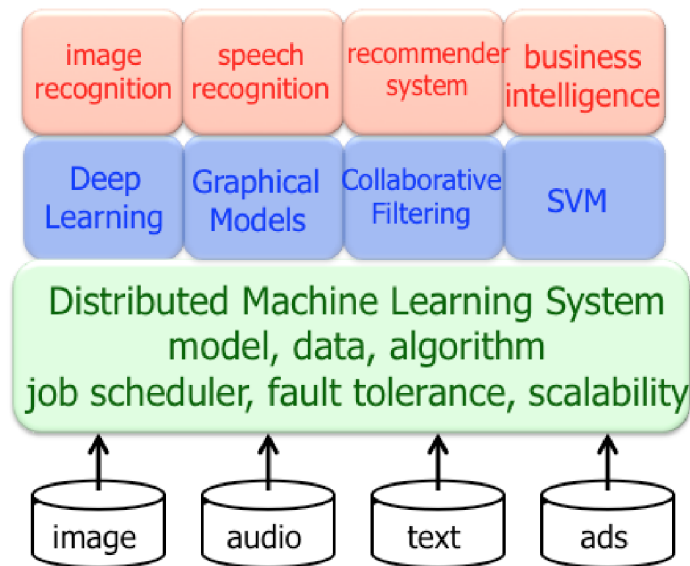 image
recognition
speech
recognition
recommender
system
business
intelligence
Deep
Learning
Graphical
Models
Collaborative
Filtering
SVM
Distributed Machine Learning System
model, data, algorithm
job scheduler, fault tolerance, scalability
image
audio
text
ads